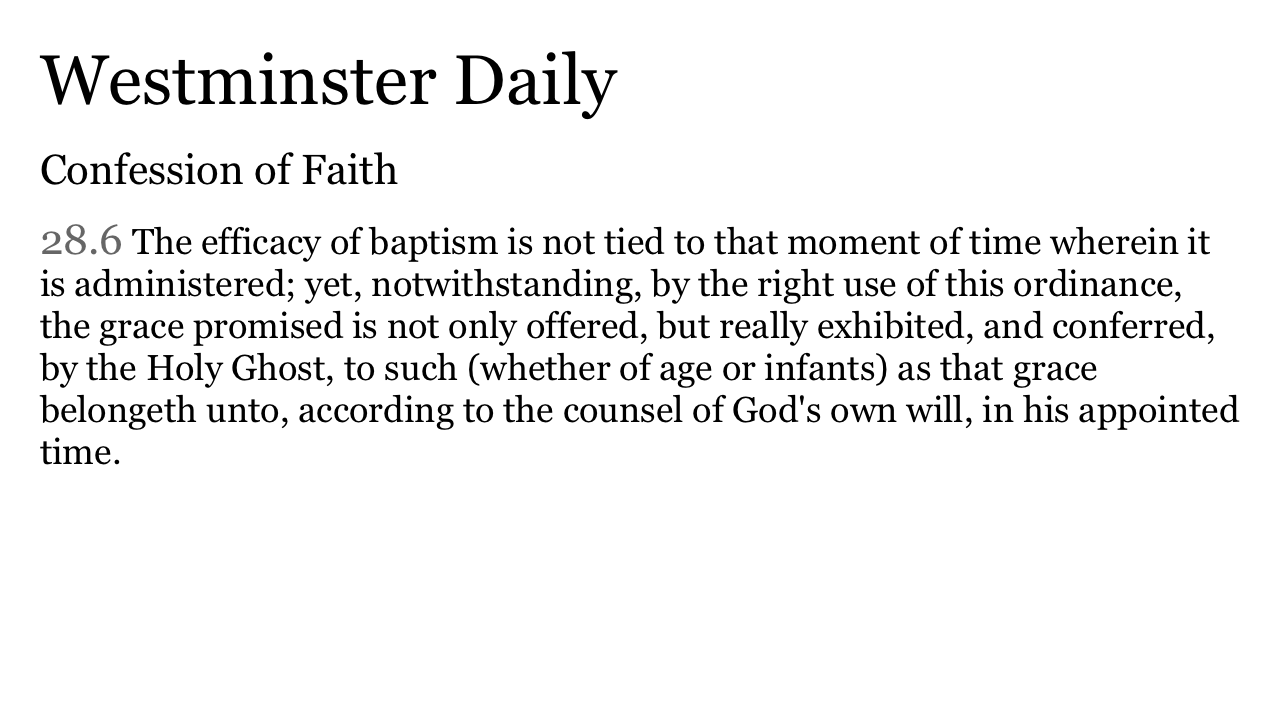 Westminster Daily
Confession of Faith
28.6 The efficacy of baptism is not tied to that moment of time wherein it
is administered; yet, notwithstanding, by the right use of this ordinance,
the grace promised is not only offered, but really exhibited, and conferred,
by the Holy Ghost, to such (whether of age or infants) as that grace
belongeth unto, according to the counsel of God's own will, in his appointed
time.